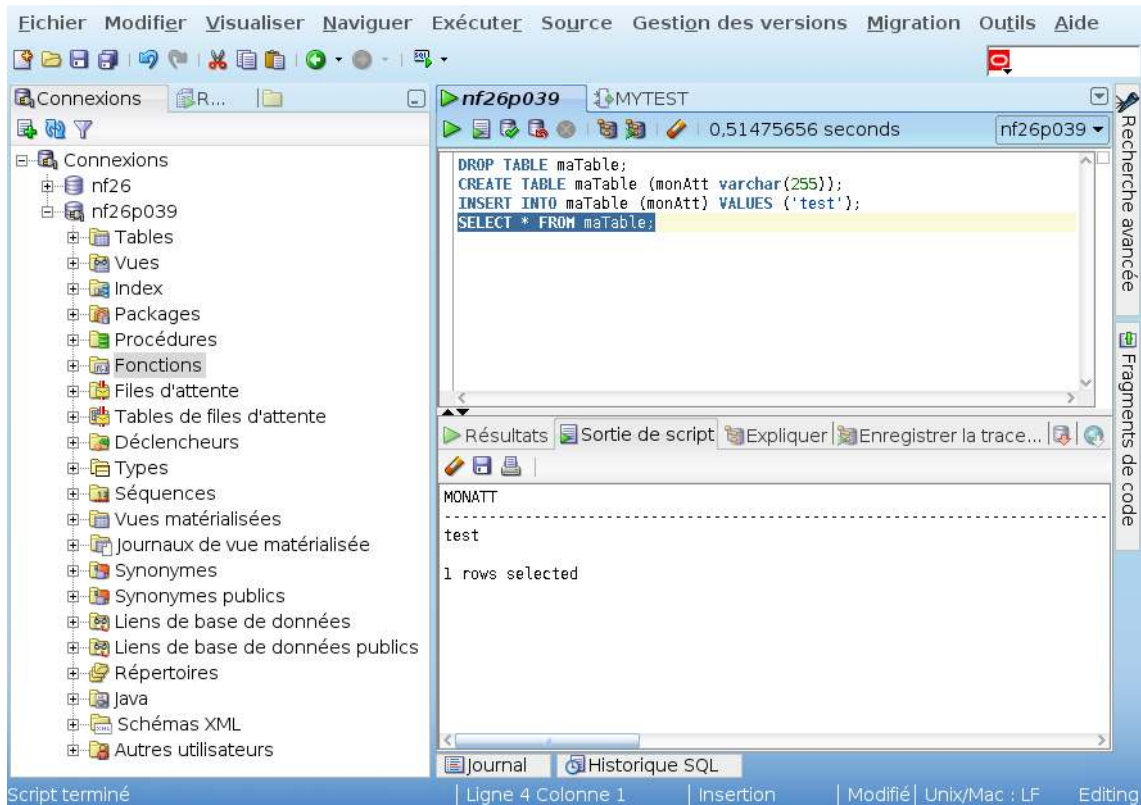 Fichier Modifier Visualiser Naviguer Exécuter Source Gestion des versions Migration Outils Aide
Connexions R...
nf26p039 MYTEST
0,51475656 seconds nf26p039
Connexions
nf26
nf26p039
Tables
Vues
Index
Packages
Procédures
Fonctions
Files d'attente
Tables de files d'attente
Déclencheurs
Types
Séquences
Vues matérialisées
Journaux de vue matérialisée
Synonymes
Synonymes publics
Liens de base de données
Liens de base de données publics
Répertoires
Java
Schémas XML
Autres utilisateurs
DROP TABLE maTable;
CREATE TABLE maTable (monAtt varchar(255));
INSERT INTO maTable (monAtt) VALUES ('test');
SELECT * FROM maTable;
Résultats Sortie de script Expliquer Enregistrer la trace...
MONATT
--------------------------------------------------------------------------------
test
1 rows selected
Journal Historique SQL
Recherche avancée
Fragments de code
Script terminé Ligne 4 Colonne 1 Insertion Modifié Unix/Mac : LF Editing